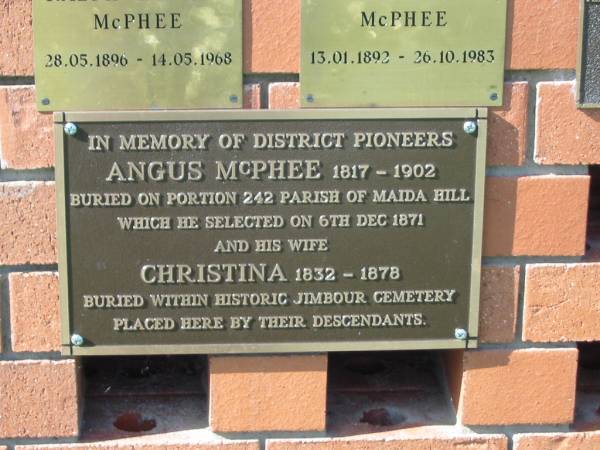 McPHEE
28.05.1896 - 14.05.1968
McPHEE
13.01.1892 - 26.10.1983
IN MEMORY OF DISTRICT PIONEERS
ANGUS McPHEE 1817 - 1902
BURIED ON PORTION 242 PARISH OF MAIDA HILL
WHICH HE SELECTED ON 6TH DEC 1871
AND HIS WIFE
CHRISTINA 1832 - 1878
BURIED WITHIN HISTORIC JIMBOUR CEMETERY
PLACED HERE BY THEIR DESCENDANTS.